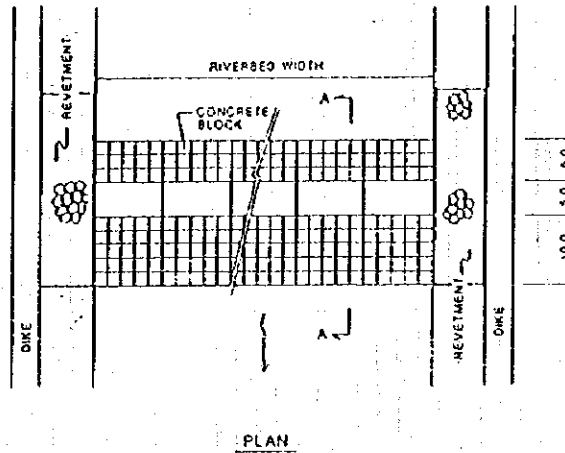 RIVERBED WIDTH
REVETMENT
A
CONCRETE
BLOCK
A
REVETMENT
DIKE
DIKE
PLAN